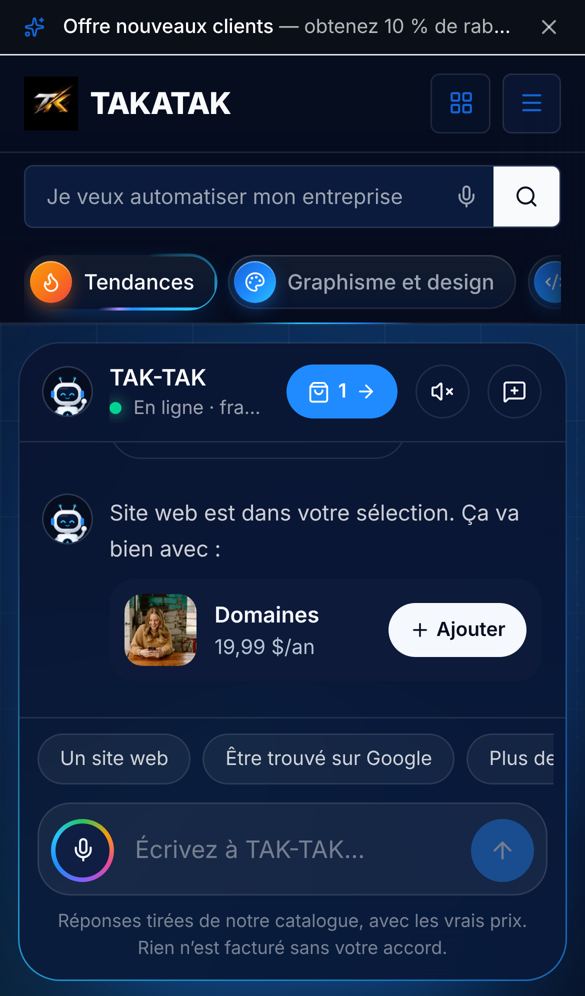 Offre nouveaux clients — obtenez 10 % de rab...
TK
TAKATAK
Je veux automatiser mon entreprise
Tendances
Graphisme et design
</>
TAK-TAK
En ligne · fra...
1
Site web est dans votre sélection. Ça va
bien avec :
Domaines
19,99 $/an
+ Ajouter
Un site web
Être trouvé sur Google
Plus de
Écrivez à TAK-TAK...
Réponses tirées de notre catalogue, avec les vrais prix.
Rien n’est facturé sans votre accord.